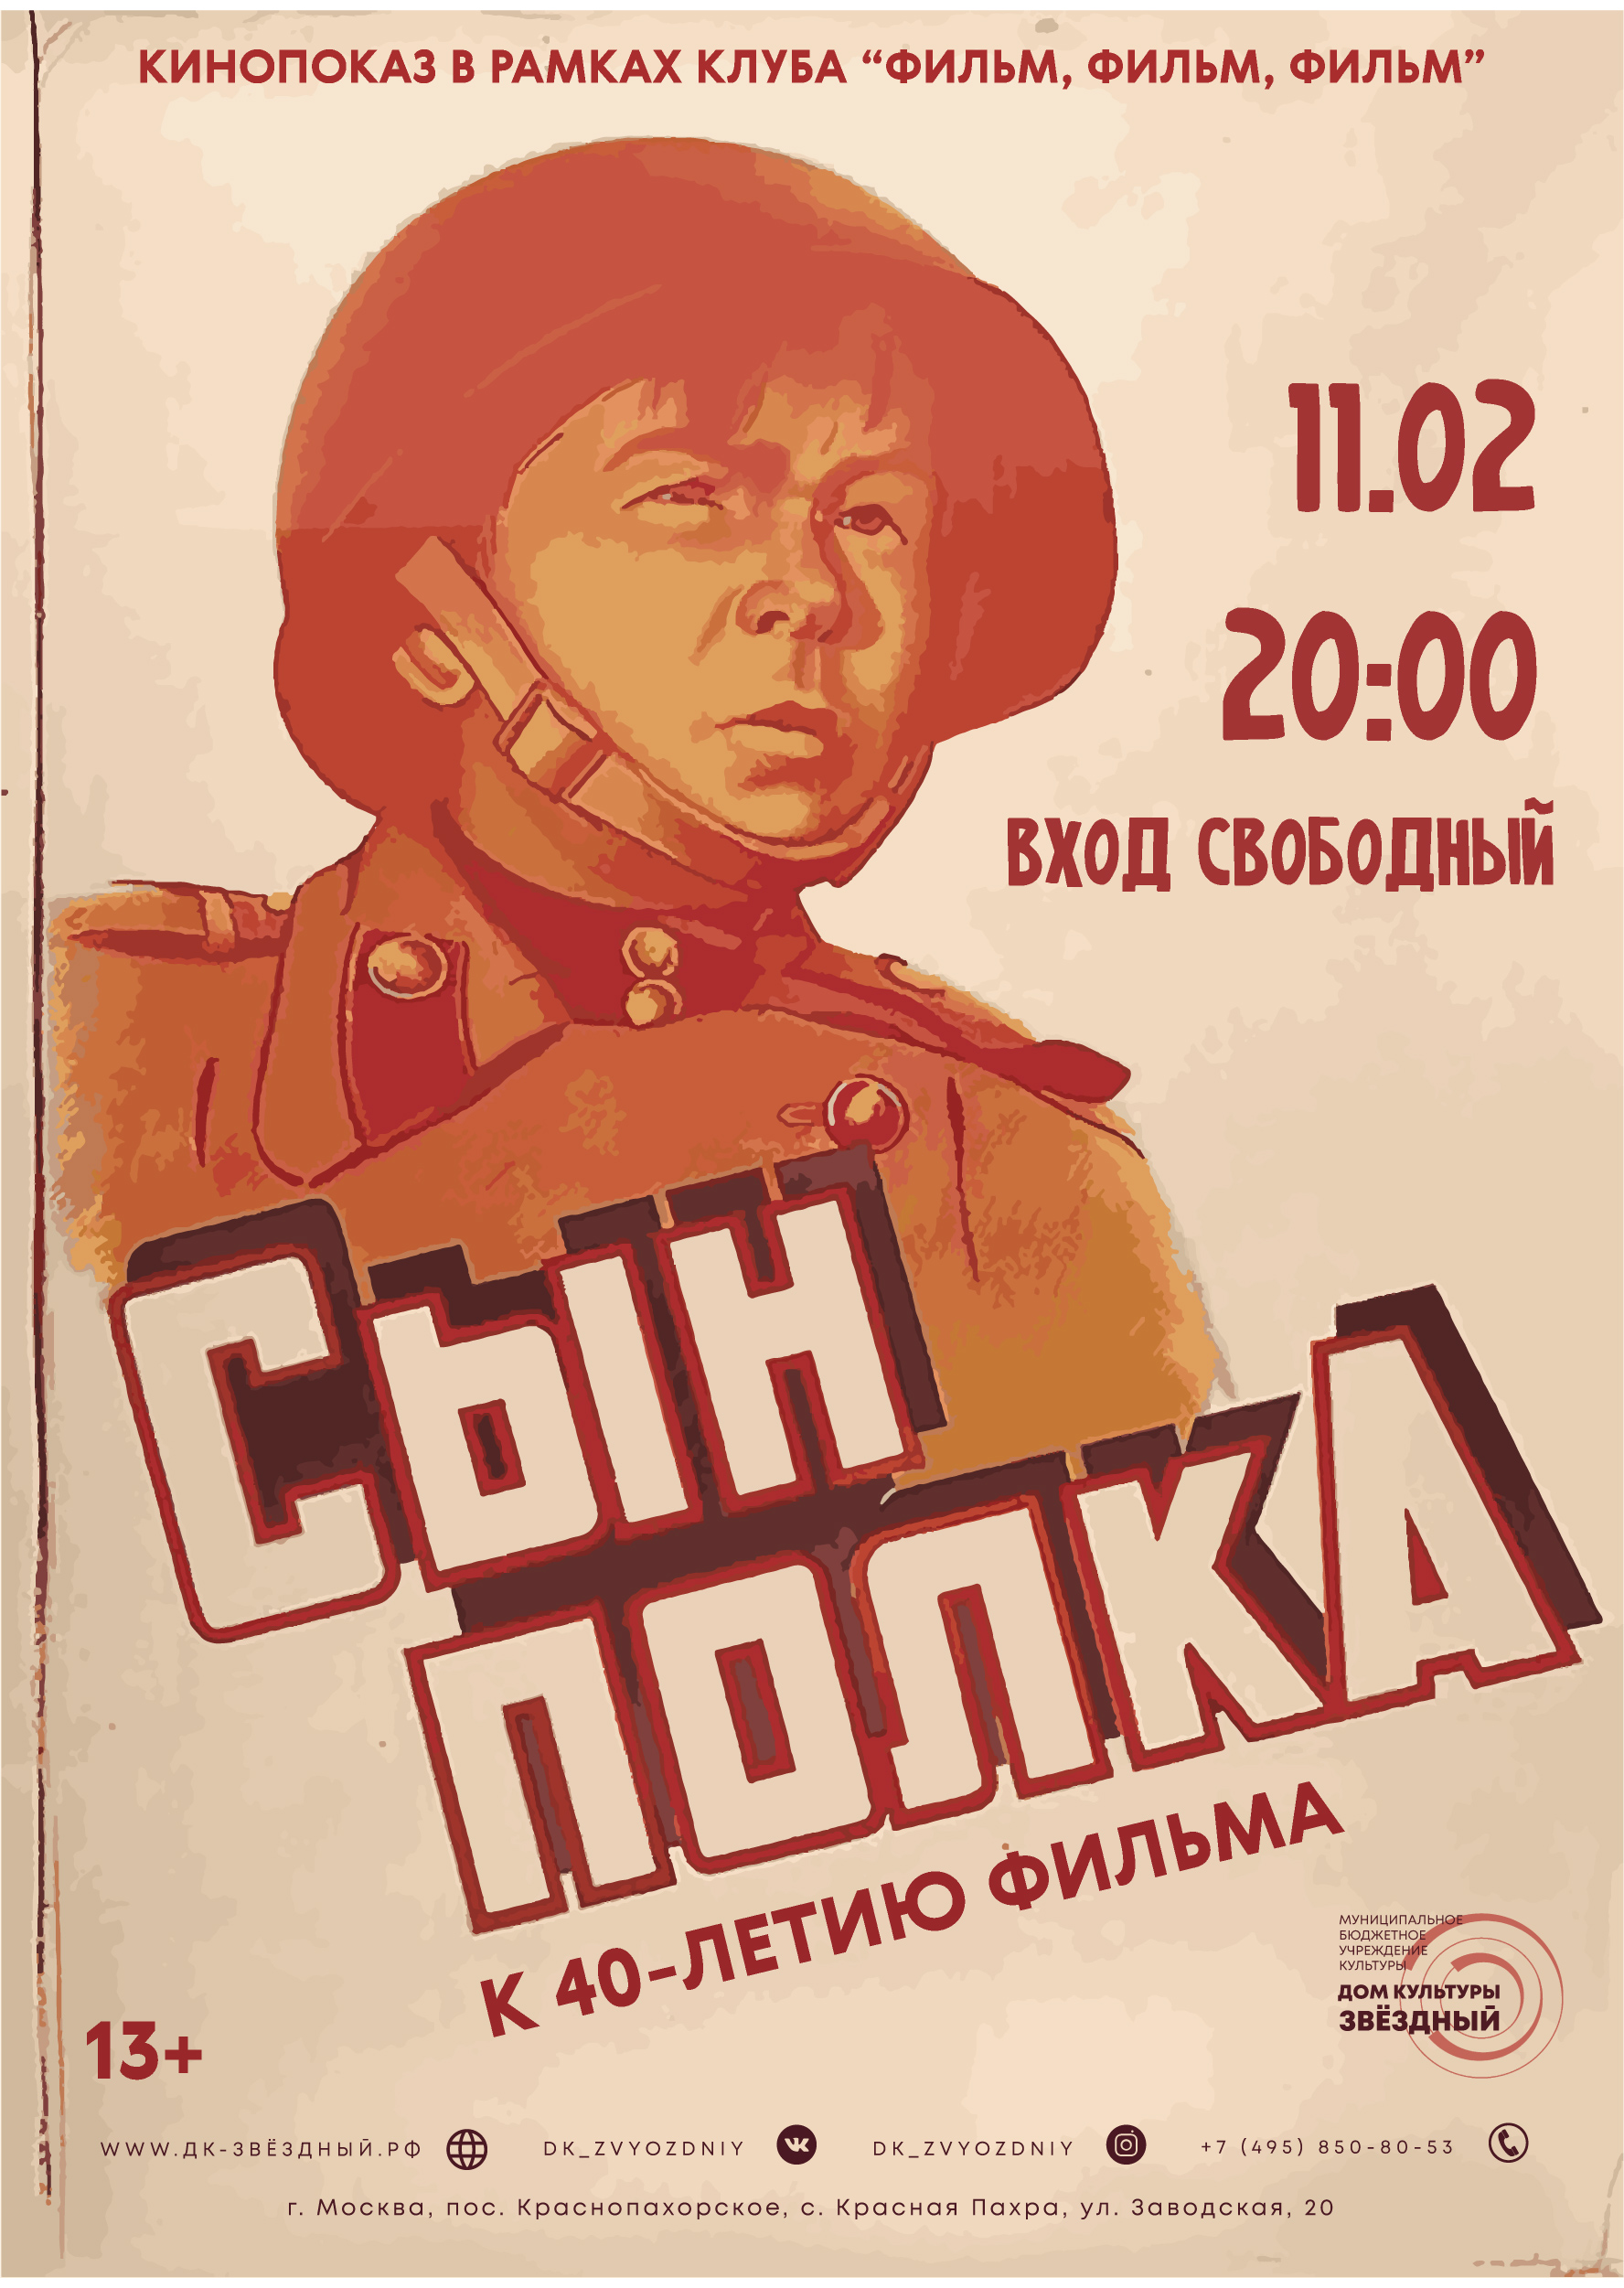 КИНОПОКАЗ В РАМКАХ КЛУБА “ФИЛЬМ, ФИЛЬМ, ФИЛЬМ”
11.02
20:00
ВХОД СВОБОДНЫЙ
СЫН
ПОЛКА
К 40-ЛЕТИЮ ФИЛЬМА
МУНИЦИПАЛЬНОЕ
БЮДЖЕТНОЕ
УЧРЕЖДЕНИЕ
КУЛЬТУРЫ
ДОМ КУЛЬТУРЫ
ЗВЁЗДНЫЙ
13+
WWW.ДК-ЗВЁЗДНЫЙ.РФ DK_ZVYOZDNIY DK_ZVYOZDNIY +7 (495) 850-80-53
г. Москва, пос. Краснопахорское, с. Красная Пахра, ул. Заводская, 20